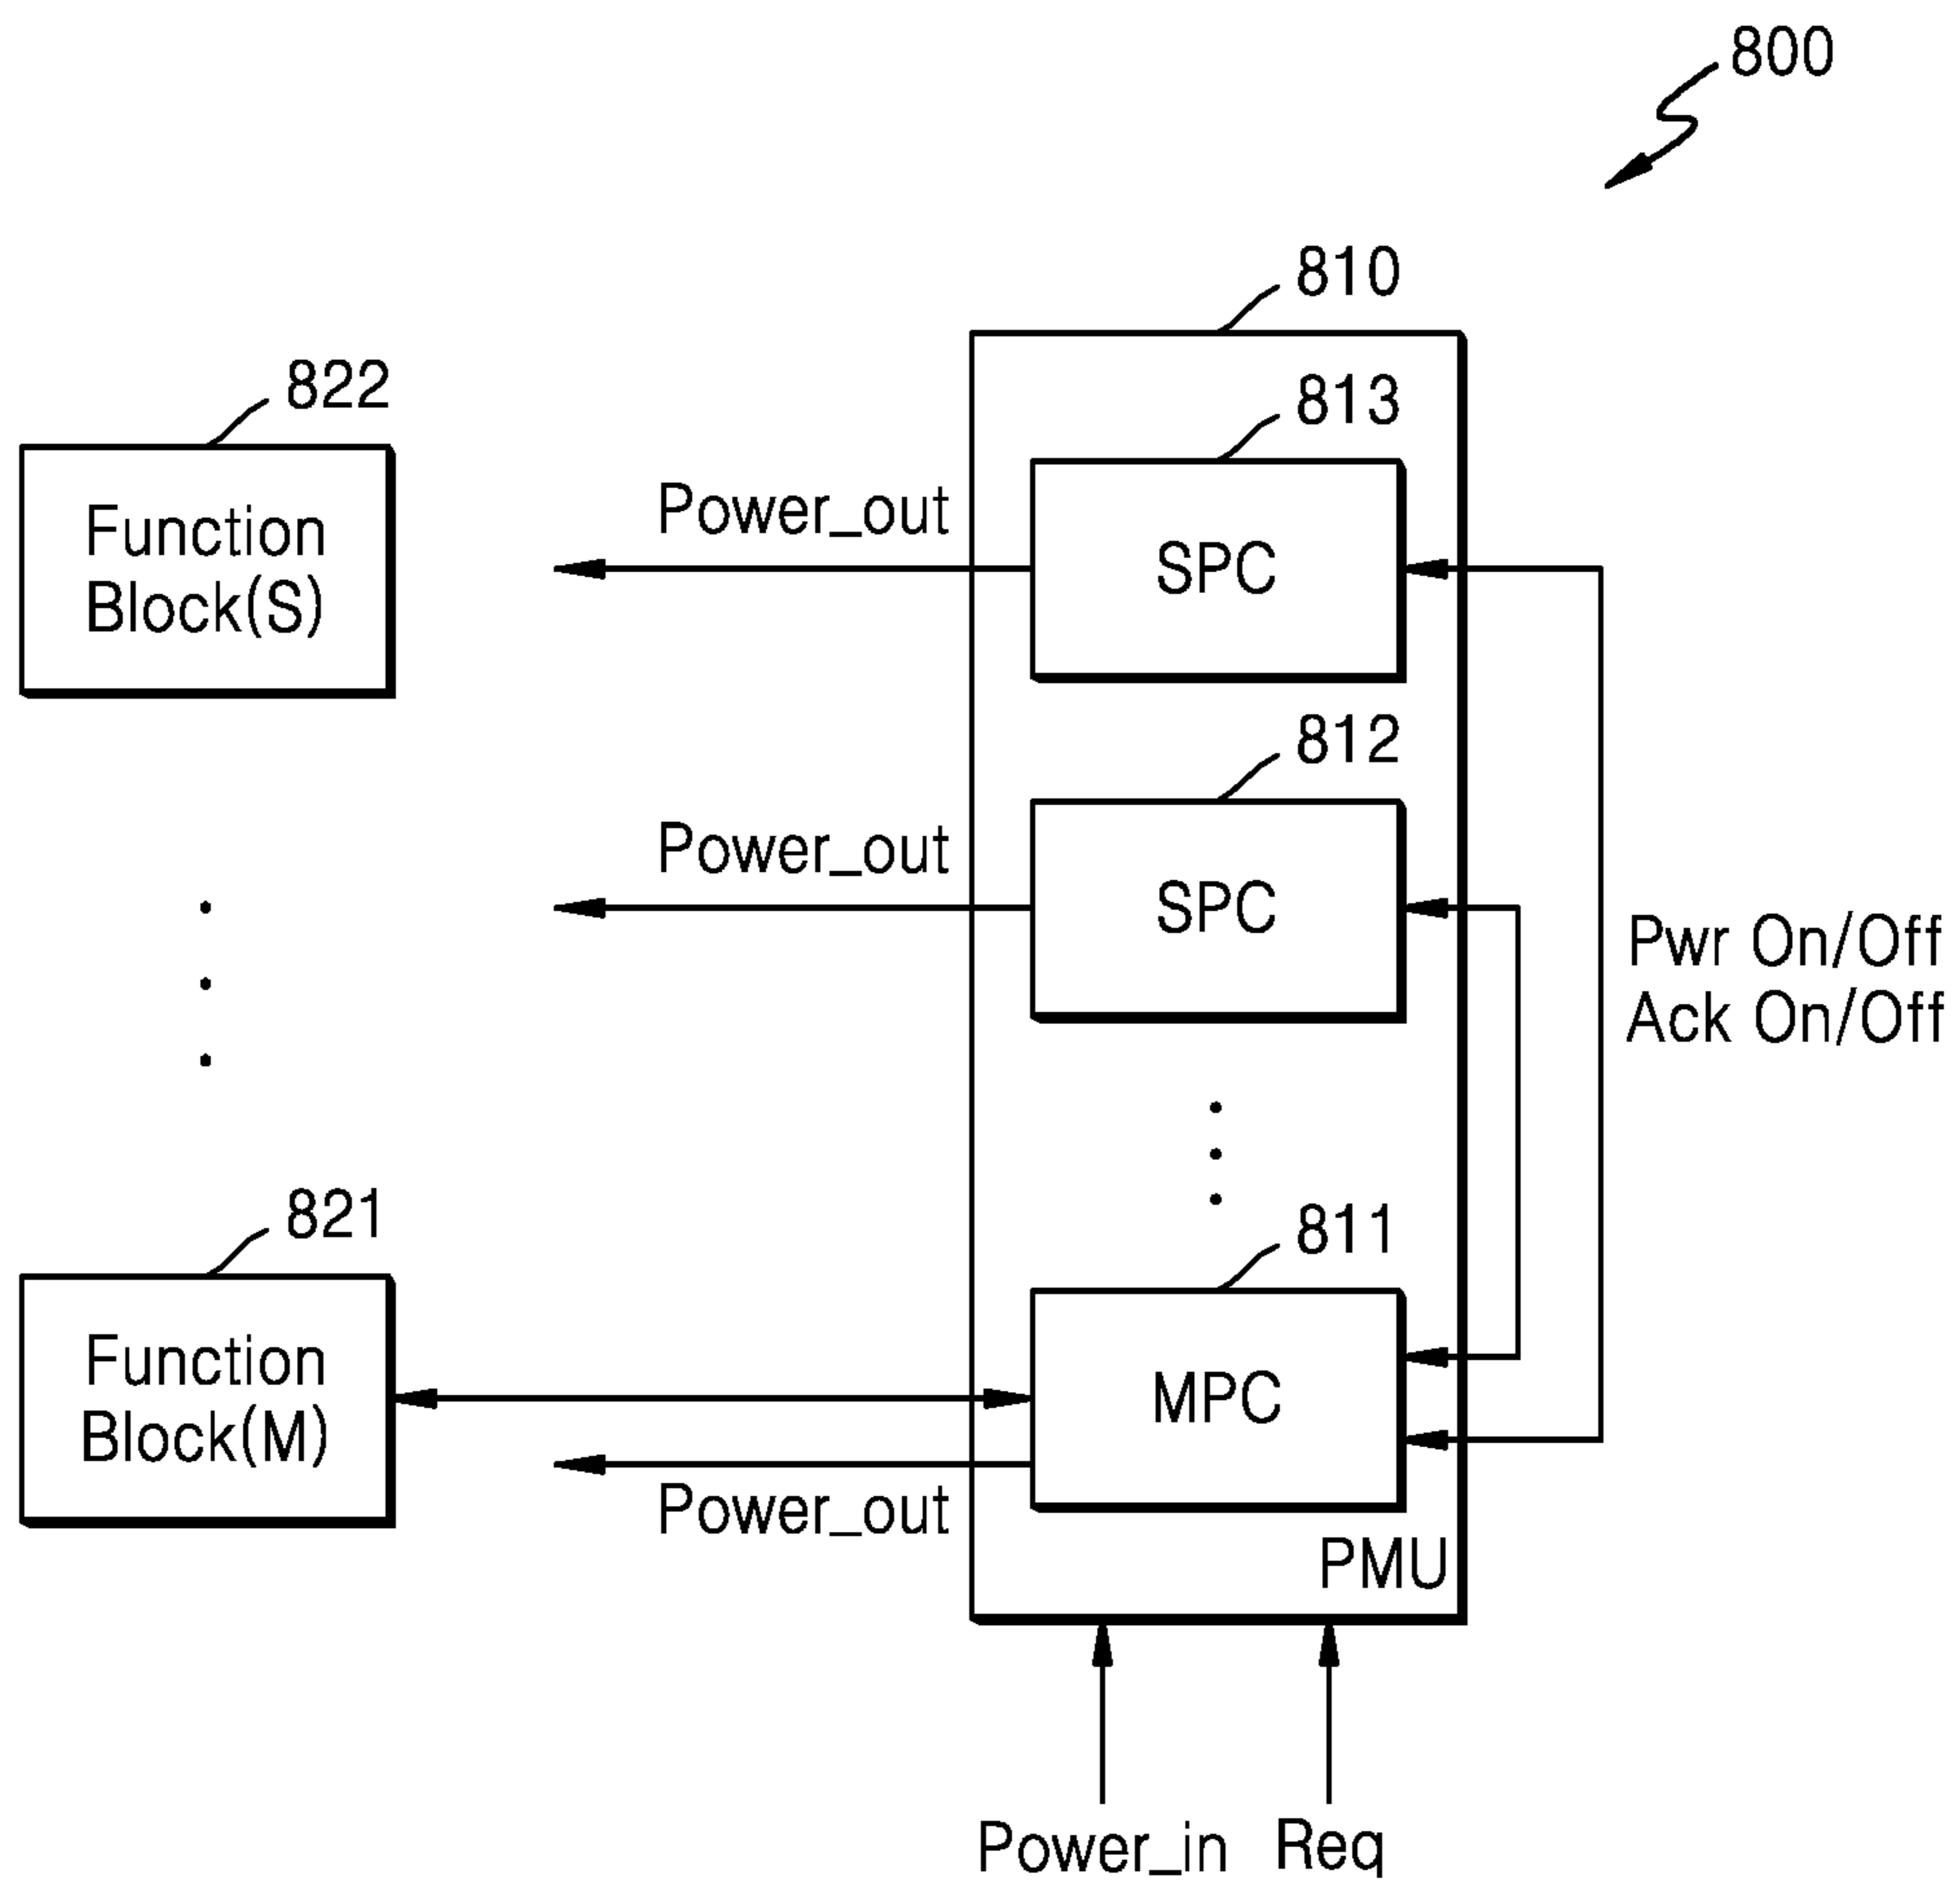 800
810
822
813
Function
Block(S)
Power_out
SPC
812
Power_out
SPC
Pwr On/Off
Ack On/Off
821
811
Function
Block(M)
MPC
Power_out
PMU
Power_in
Req